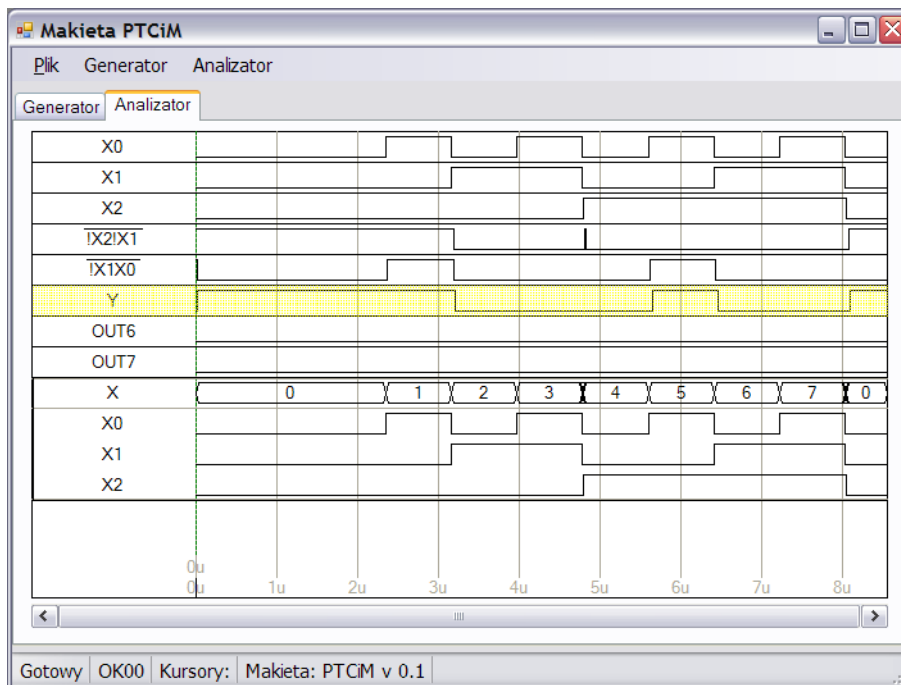 Makieta PTCiM
Plik Generator Analizator
Generator Analizator
X0
X1
X2
!X2!X1
!X1X0
Y
OUT6
OUT7
X 0 1 2 3 4 5 6 7 0
X0
X1
X2
0u
0u 1u 2u 3u 4u 5u 6u 7u 8u
Gotowy OK00 Kursory: Makieta: PTCiM v 0.1